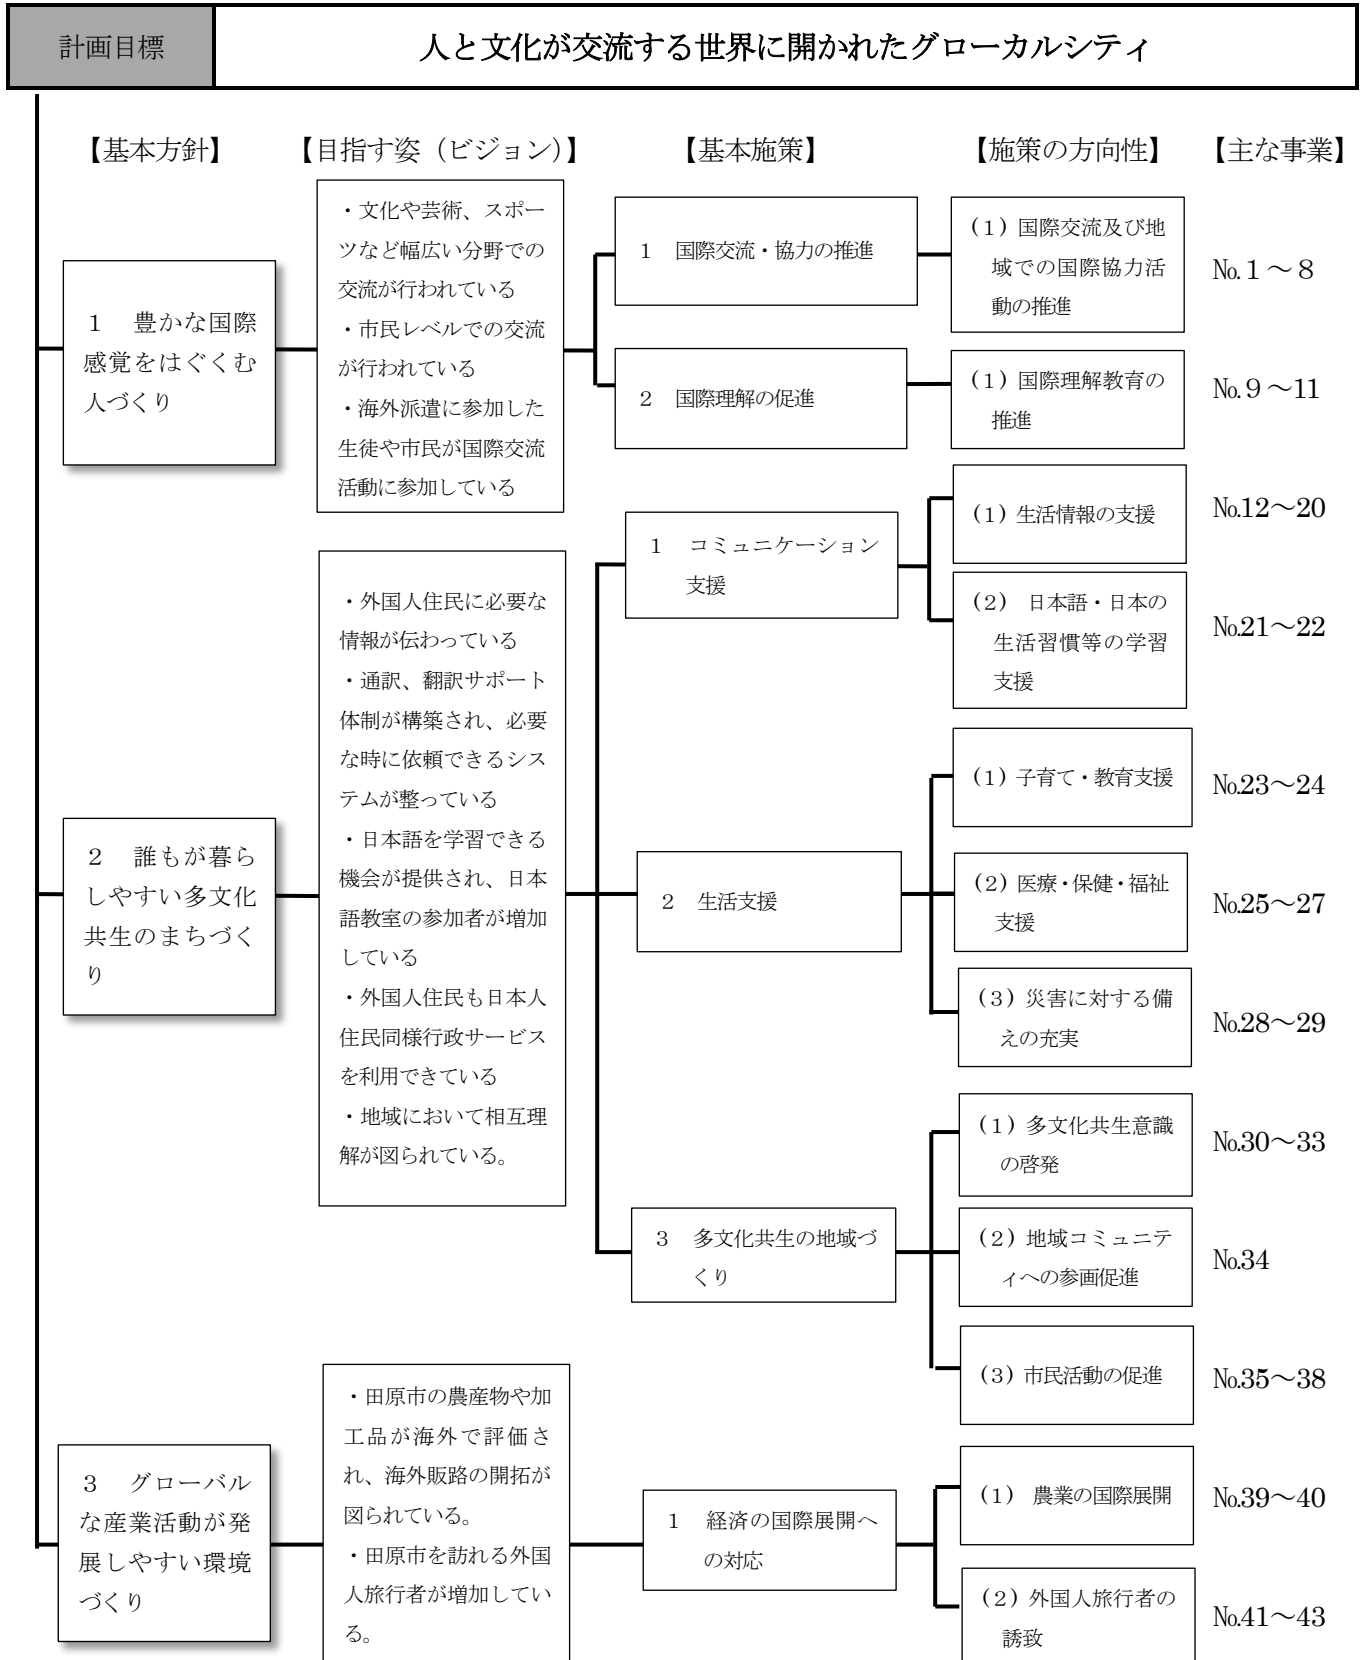 計画目標
人と文化が交流する世界に開かれたグローカルシティ
【基本方針】
【目指す姿（ビジョン）】
【基本施策】
【施策の方向性】
【主な事業】
1　豊かな国際
感覚をはぐくむ
人づくり
・文化や芸術、スポー
ツなど幅広い分野での
交流が行われている
・市民レベルでの交流
が行われている
・海外派遣に参加した
生徒や市民が国際交流
活動に参加している
1　国際交流・協力の推進
(1) 国際交流及び地
域での国際協力活
動の推進
№1～8
2　国際理解の促進
(1) 国際理解教育の
推進
№9～11
2　誰もが暮ら
しやすい多文化
共生のまちづく
り
・外国人住民に必要な
情報が伝わっている
・通訳、翻訳サポート
体制が構築され、必要
な時に依頼できるシス
テムが整っている
・日本語を学習できる
機会が提供され、日本
語教室の参加者が増加
している
・外国人住民も日本人
住民同様行政サービス
を利用できている
・地域において相互理
解が図られている。
1　コミュニケーション
支援
(1) 生活情報の支援
№12～20
(2)　日本語・日本の
生活習慣等の学習
支援
№21～22
2　生活支援
(1) 子育て・教育支援
№23～24
(2) 医療・保健・福祉
支援
№25～27
(3) 災害に対する備
えの充実
№28～29
3　多文化共生の地域づ
くり
(1) 多文化共生意識
の啓発
№30～33
(2) 地域コミュニテ
ィへの参画促進
№34
(3) 市民活動の促進
№35～38
3　グローバル
な産業活動が発
展しやすい環境
づくり
・田原市の農産物や加
工品が海外で評価さ
れ、海外販路の開拓が
図られている。
・田原市を訪れる外国
人旅行者が増加してい
る。
1　経済の国際展開へ
の対応
(1)　農業の国際展開
№39～40
(2) 外国人旅行者の
誘致
№41～43